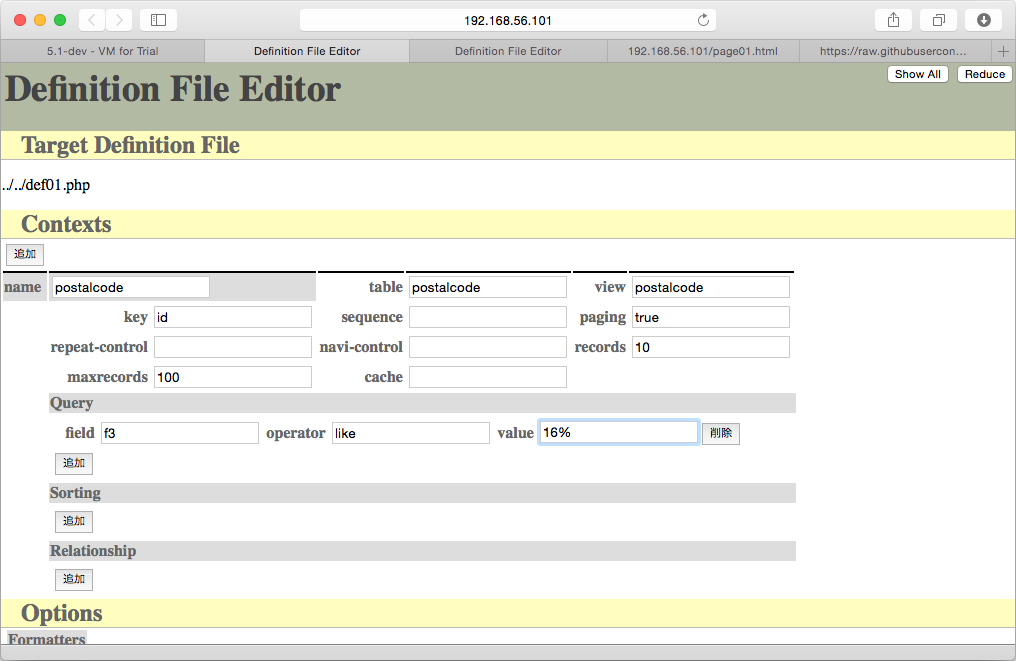 192.168.56.101
5.1-dev - VM for Trial Definition File Editor Definition File Editor 192.168.56.101/page01.html https://raw.githubusercon...
Definition File Editor Show All Reduce
Target Definition File
../../def01.php
Contexts
追加
name postalcode table postalcode view postalcode
key id sequence paging true
repeat-control navi-control records 10
maxrecords 100 cache
Query
field f3 operator like value 16% 削除
追加
Sorting
追加
Relationship
追加
Options
Formatters